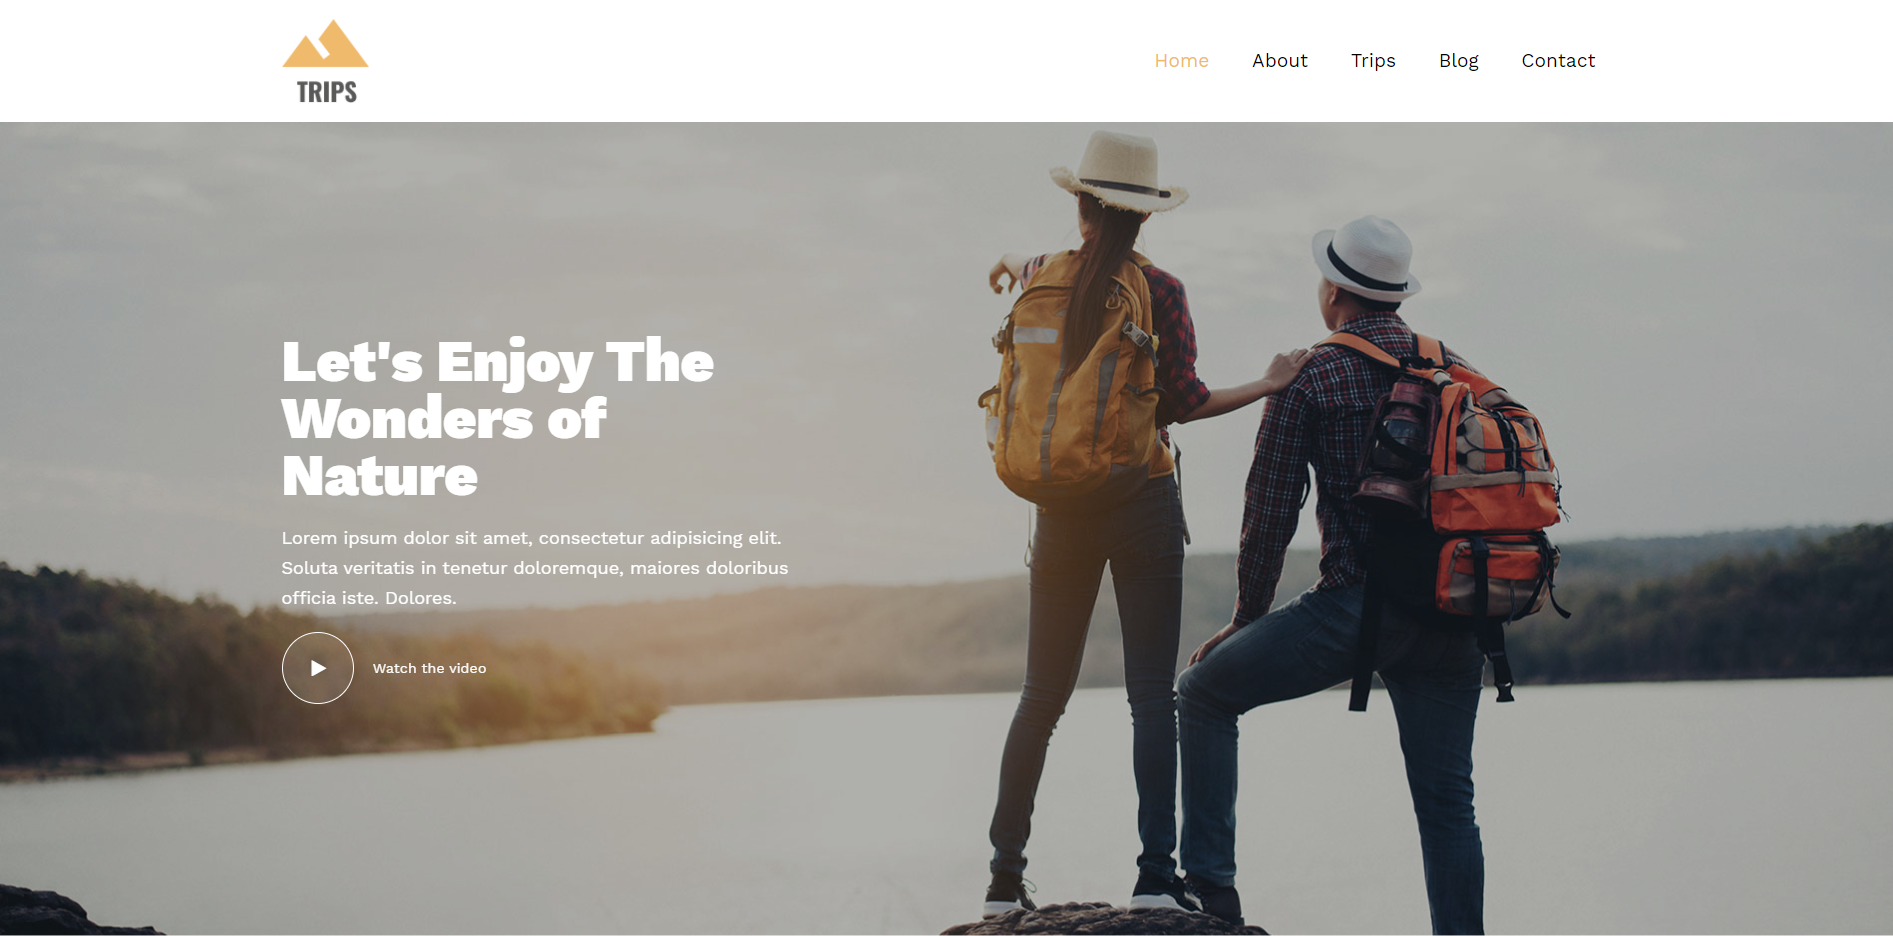 TRIPS
Home
About
Trips
Blog
Contact
Let's Enjoy The
Wonders of
Nature
Lorem ipsum dolor sit amet, consectetur adipisicing elit.
Soluta veritatis in tenetur doloremque, maiores doloribus
officia iste. Dolores.
Watch the video